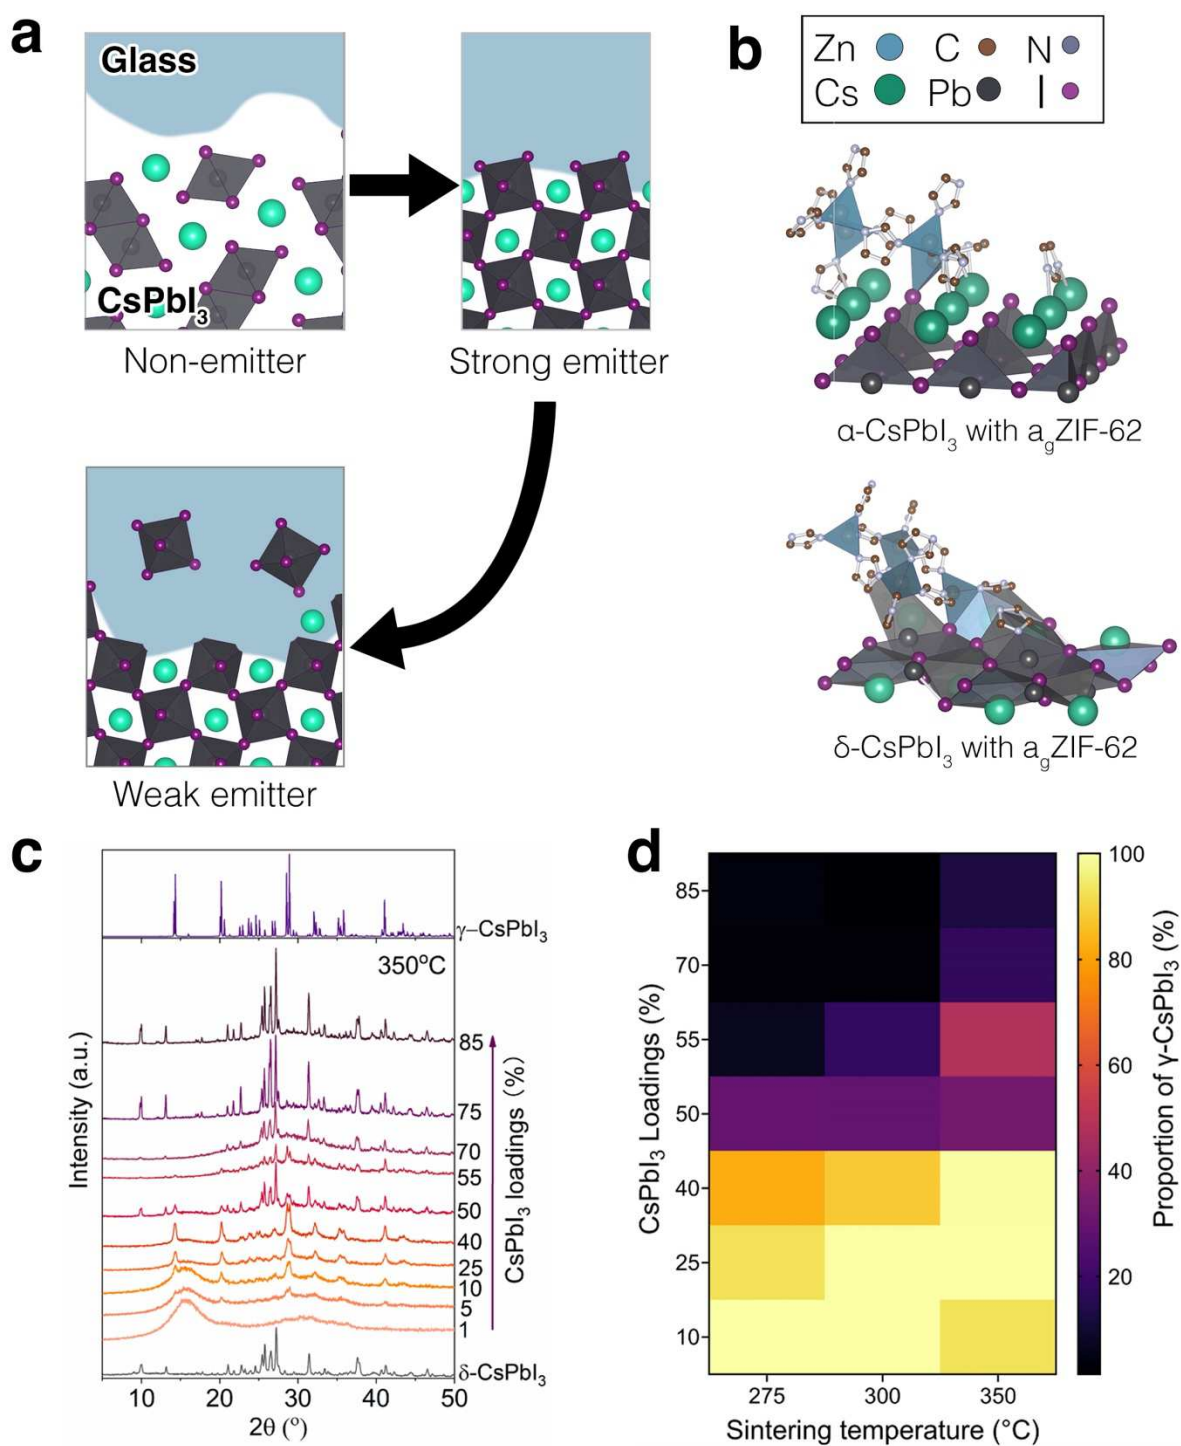 a
Glass
CsPbI₃
Non-emitter
Strong emitter
Weak emitter
b
Zn C N
Cs Pb I
α-CsPbI₃ with agZIF-62
δ-CsPbI₃ with agZIF-62
c
γ–CsPbI₃
350°C
85
75
70
55
50
40
25
10
5
1
δ-CsPbI₃
Intensity (a.u.)
CsPbI₃ loadings (%)
10 20 30 40 50
2θ (°)
d
85
70
55
50
40
25
10
CsPbI₃ Loadings (%)
275 300 350
Sintering temperature (°C)
100
80
60
40
20
Proportion of γ-CsPbI₃ (%)